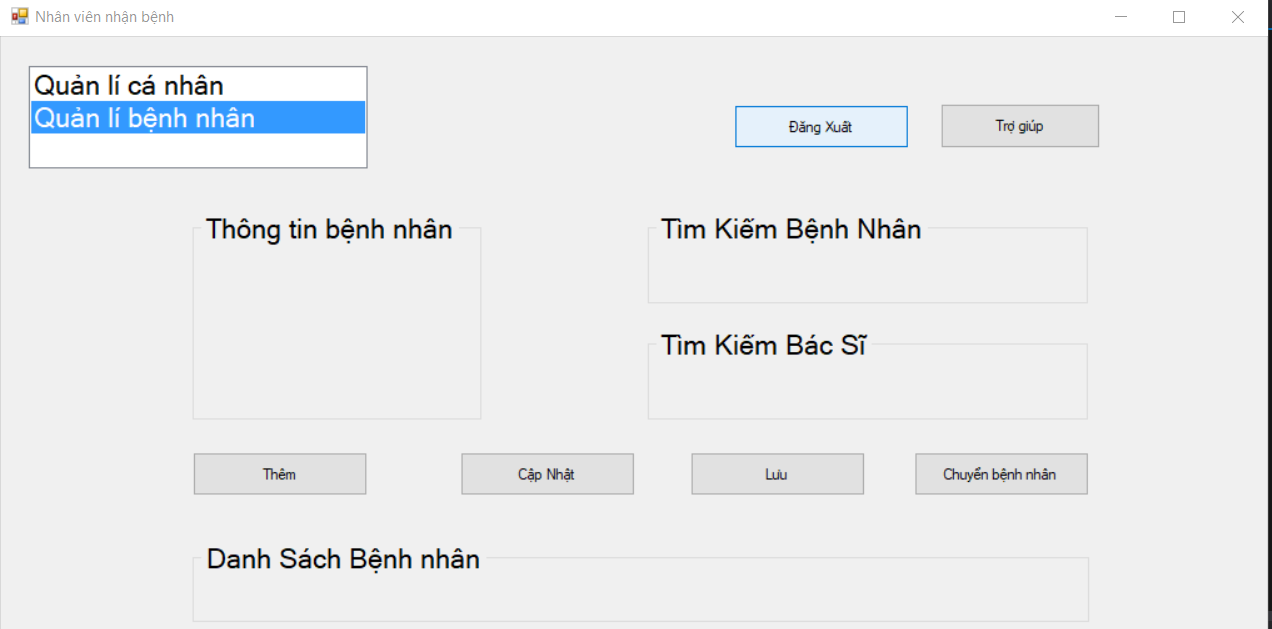 Nhân viên nhận bệnh
Quản lí cá nhân
Quản lí bệnh nhân
Đăng Xuất
Trợ giúp
Thông tin bệnh nhân
Tìm Kiếm Bệnh Nhân
Tìm Kiếm Bác Sĩ
Thêm
Cập Nhật
Lưu
Chuyển bệnh nhân
Danh Sách Bệnh nhân